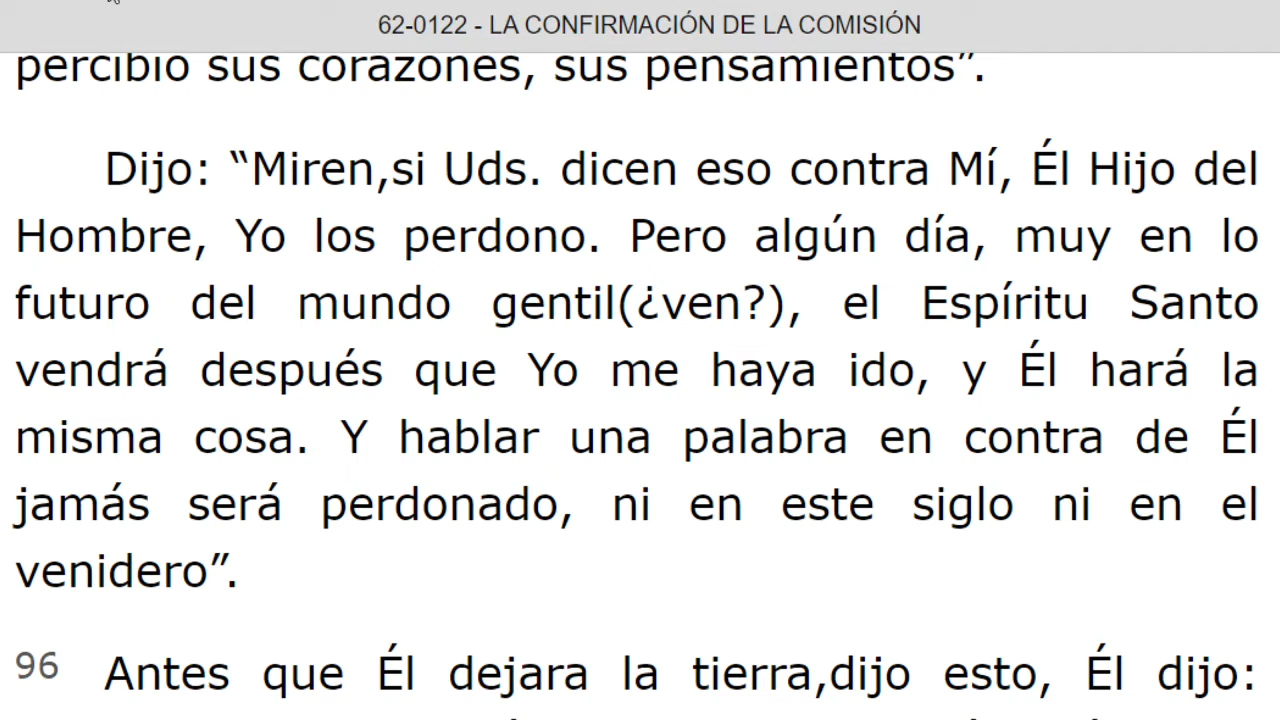 62-0122 - LA CONFIRMACIÓN DE LA COMISIÓN
percibió sus corazones, sus pensamientos”.
Dijo: “Miren,si Uds. dicen eso contra Mí, Él Hijo del
Hombre, Yo los perdono. Pero algún día, muy en lo
futuro del mundo gentil(¿ven?), el Espíritu Santo
vendrá después que Yo me haya ido, y Él hará la
misma cosa. Y hablar una palabra en contra de Él
jamás será perdonado, ni en este siglo ni en el
venidero”.
96 Antes que Él dejara la tierra,dijo esto, Él dijo: